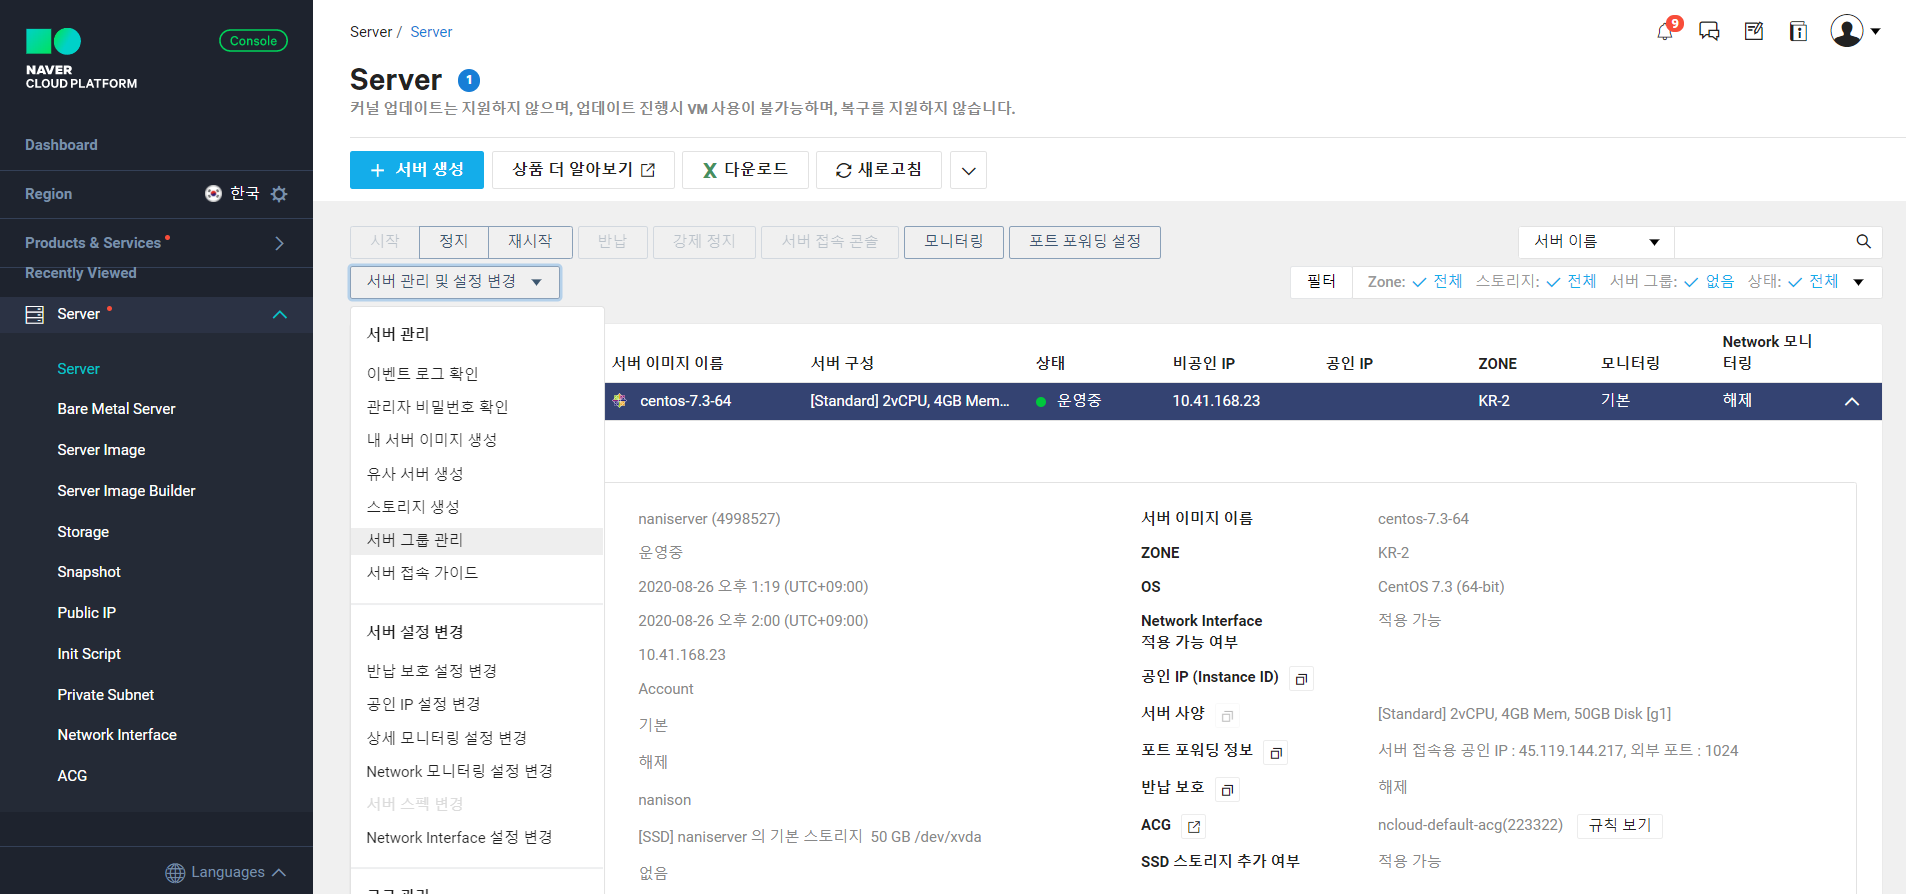 NAVER
CLOUD PLATFORM
Console
Dashboard
Region 한국
Products & Services
Recently Viewed
Server
Server
Bare Metal Server
Server Image
Server Image Builder
Storage
Snapshot
Public IP
Init Script
Private Subnet
Network Interface
ACG
Languages
Server / Server
9
Server 1
커널 업데이트는 지원하지 않으며, 업데이트 진행시 VM 사용이 불가능하며, 복구를 지원하지 않습니다.
+ 서버 생성 상품 더 알아보기 X 다운로드 새로고침
시작 정지 재시작 반납 강제 정지 서버 접속 콘솔 모니터링 포트 포워딩 설정
서버 이름
서버 관리 및 설정 변경
필터 Zone: 전체 스토리지: 전체 서버 그룹: 없음 상태: 전체
서버 관리
이벤트 로그 확인
관리자 비밀번호 확인
내 서버 이미지 생성
유사 서버 생성
스토리지 생성
서버 그룹 관리
서버 접속 가이드
서버 설정 변경
반납 보호 설정 변경
공인 IP 설정 변경
상세 모니터링 설정 변경
Network 모니터링 설정 변경
서버 스펙 변경
Network Interface 설정 변경
서버 이미지 이름 서버 구성 상태 비공인 IP 공인 IP ZONE 모니터링 Network 모니
터링
centos-7.3-64 [Standard] 2vCPU, 4GB Mem... 운영중 10.41.168.23 KR-2 기본 해제
naniserver (4998527)
운영중
2020-08-26 오후 1:19 (UTC+09:00)
2020-08-26 오후 2:00 (UTC+09:00)
10.41.168.23
Account
기본
해제
nanison
[SSD] naniserver 의 기본 스토리지 50 GB /dev/xvda
없음
서버 이미지 이름 centos-7.3-64
ZONE KR-2
OS CentOS 7.3 (64-bit)
Network Interface 적용 가능
적용 가능 여부
공인 IP (Instance ID)
서버 사양 [Standard] 2vCPU, 4GB Mem, 50GB Disk [g1]
포트 포워딩 정보 서버 접속용 공인 IP : 45.119.144.217, 외부 포트 : 1024
반납 보호 해제
ACG ncloud-default-acg(223322) 규칙 보기
SSD 스토리지 추가 여부 적용 가능